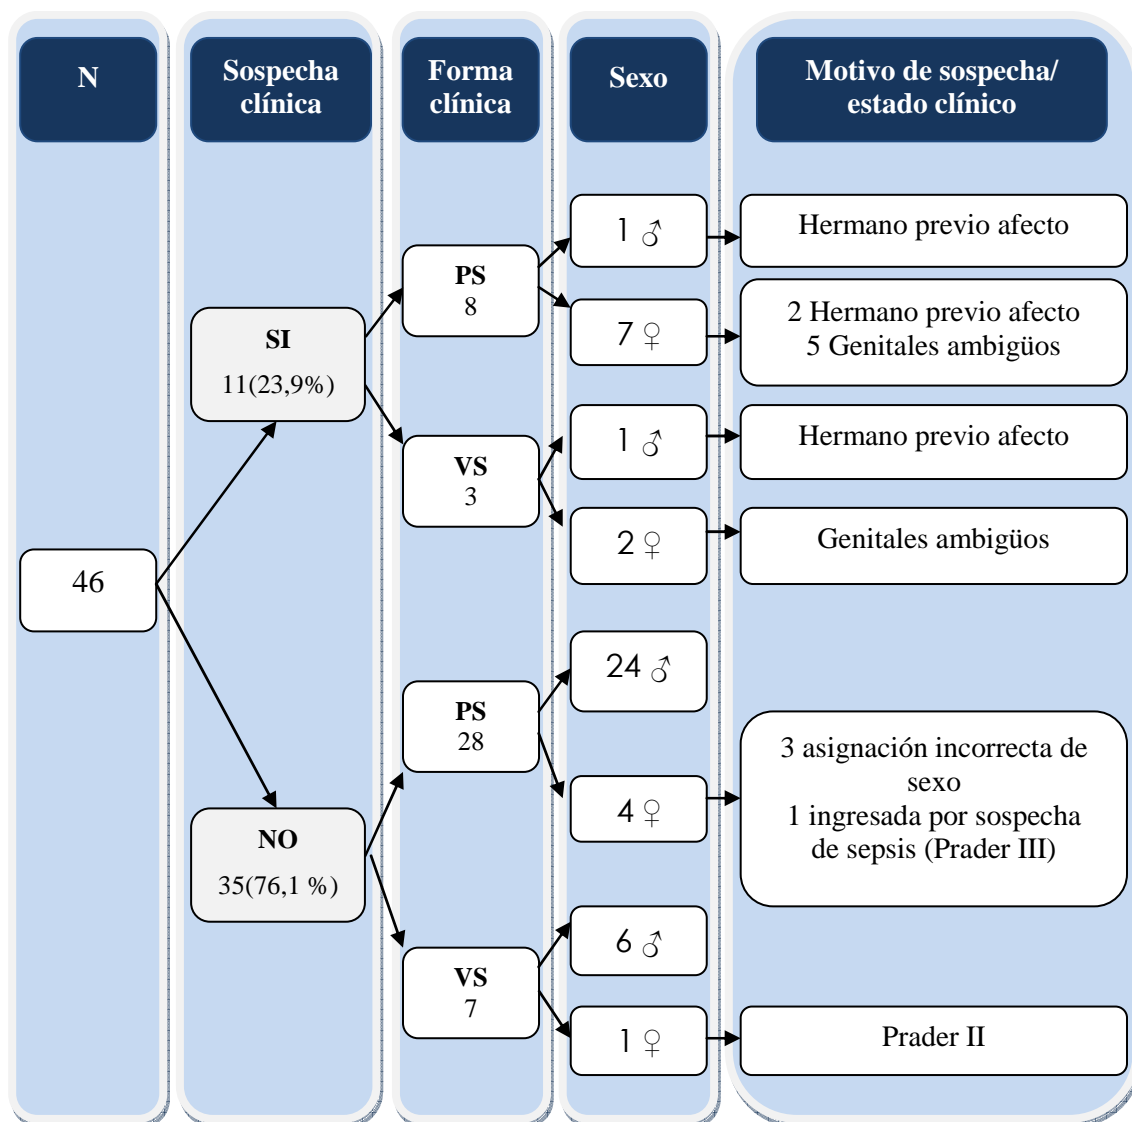 N
Sospecha
clínica
Forma
clínica
Sexo
Motivo de sospecha/
estado clínico
46
SI
11(23,9%)
PS
8
1 ♂
Hermano previo afecto
7 ♀
2 Hermano previo afecto
5 Genitales ambigüos
VS
3
1 ♂
Hermano previo afecto
2 ♀
Genitales ambigüos
NO
35(76,1 %)
PS
28
24 ♂
4 ♀
3 asignación incorrecta de
sexo
1 ingresada por sospecha
de sepsis (Prader III)
VS
7
6 ♂
1 ♀
Prader II